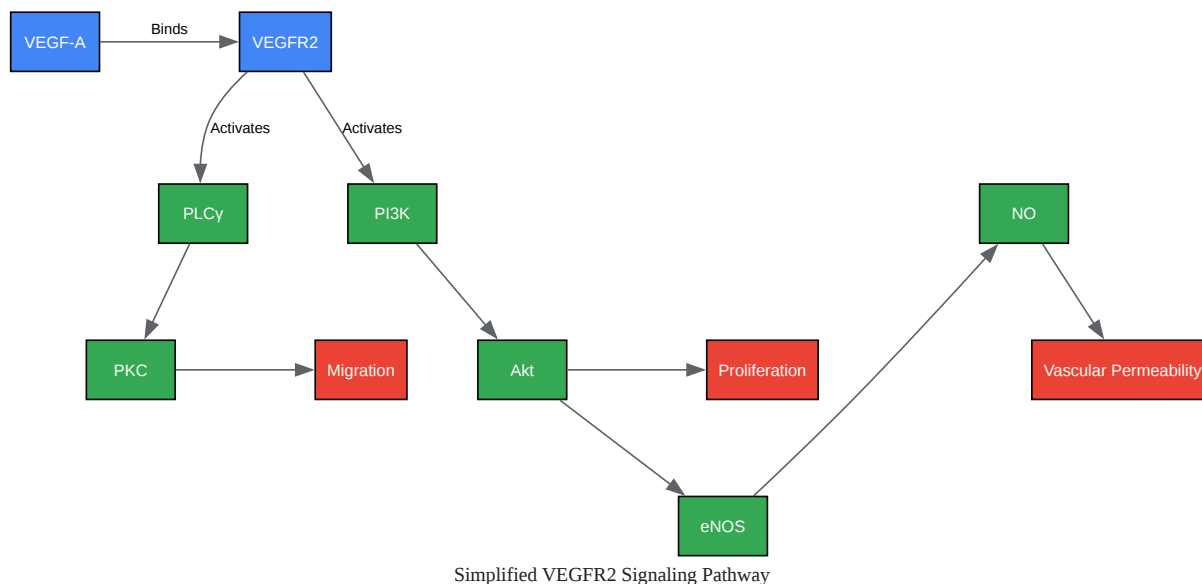 VEGF-A
Binds
VEGFR2
Activates
Activates
PLCγ
PI3K
NO
PKC
Migration
Akt
Proliferation
Vascular Permeability
eNOS
Simplified VEGFR2 Signaling Pathway